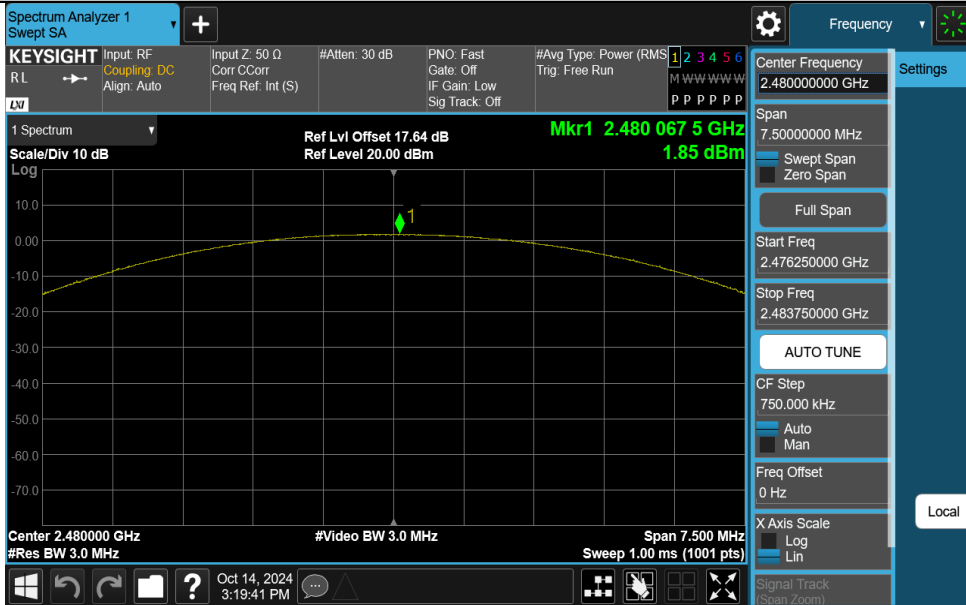 Spectrum Analyzer 1
Swept SA
+
Frequency
KEYSIGHT
RL
LXI
Input: RF
Coupling: DC
Align: Auto
Input Z: 50 Ω
Corr CCorr
Freq Ref: Int (S)
#Atten: 30 dB
PNO: Fast
Gate: Off
IF Gain: Low
Sig Track: Off
#Avg Type: Power (RMS
Trig: Free Run
1 2 3 4 5 6
M W W W W W
P P P P P P
1 Spectrum
Scale/Div 10 dB
Log
Ref Lvl Offset 17.64 dB
Ref Level 20.00 dBm
Mkr1 2.480 067 5 GHz
1.85 dBm
1
10.0
0.00
-10.0
-20.0
-30.0
-40.0
-50.0
-60.0
-70.0
Center 2.480000 GHz
#Res BW 3.0 MHz
#Video BW 3.0 MHz
Span 7.500 MHz
Sweep 1.00 ms (1001 pts)
?
Oct 14, 2024
3:19:41 PM
Center Frequency
2.480000000 GHz
Span
7.50000000 MHz
Swept Span
Zero Span
Full Span
Start Freq
2.476250000 GHz
Stop Freq
2.483750000 GHz
AUTO TUNE
CF Step
750.000 kHz
Auto
Man
Freq Offset
0 Hz
X Axis Scale
Log
Lin
Signal Track
(Span Zoom)
Settings
Local